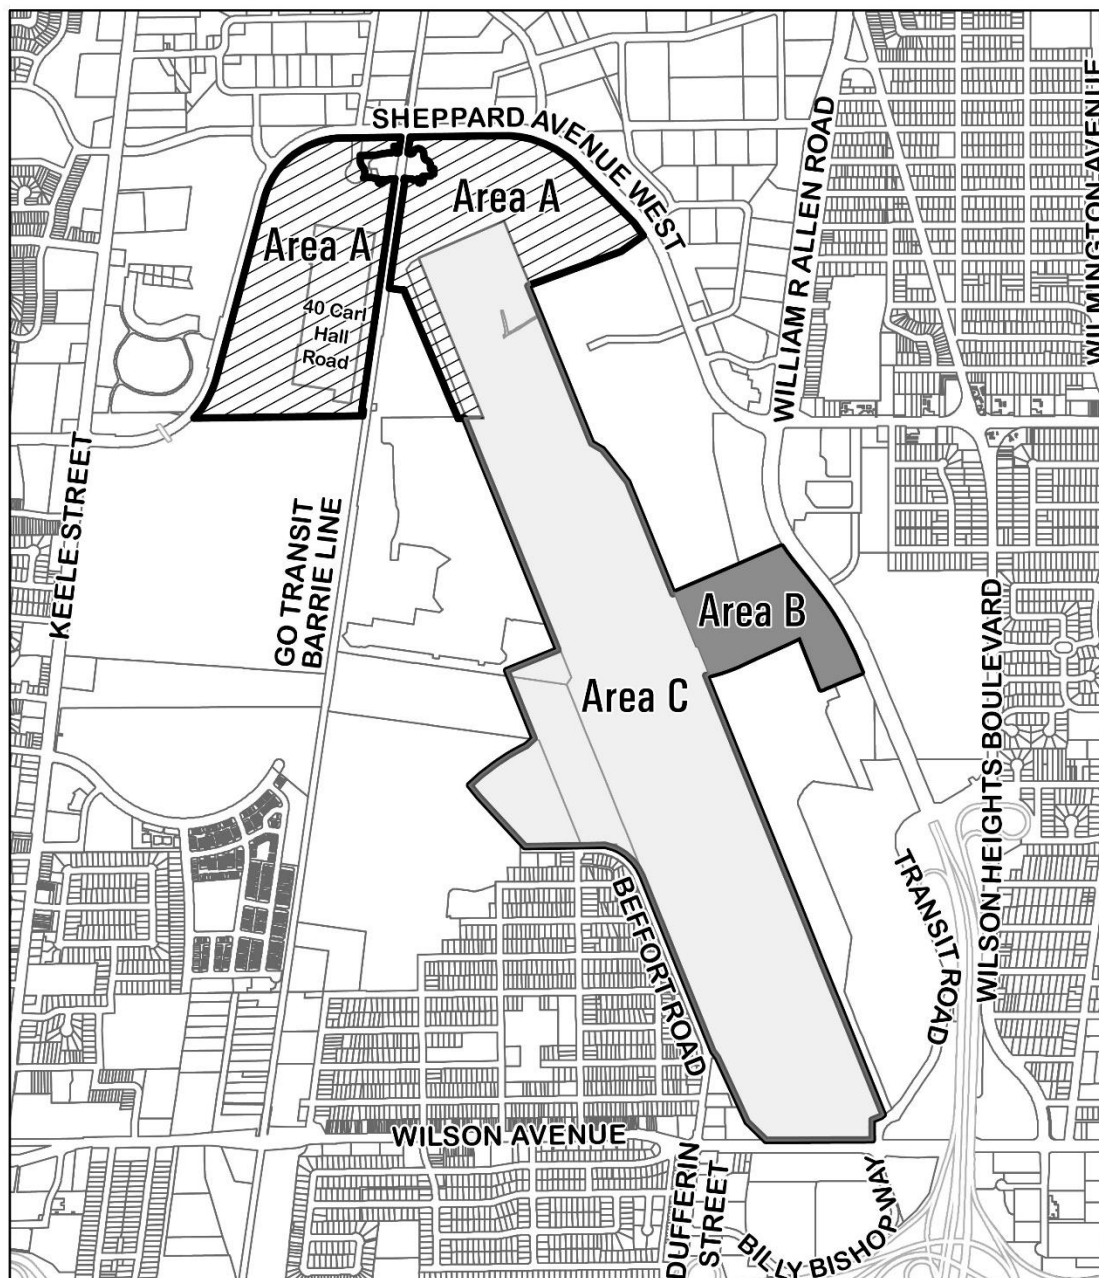 SHEPPARD AVENUE WEST
Area A
Area A
40 Carl
Hall
Road
WILLIAM R ALLEN ROAD
WILMINGTON AVENUE
KEELE STREET
GO TRANSIT
BARRIE LINE
Area B
Area C
WILSON HEIGHTS BOULEVARD
TRANSIT ROAD
BEFFORT ROAD
WILSON AVENUE
DUFFERIN
STREET
BILLY BISHOP WAY